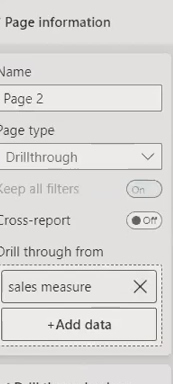 Page information
Name
Page 2
Page type
Drillthrough
Keep all filters
On
Cross-report
Off
Drill through from
sales measure
+Add data